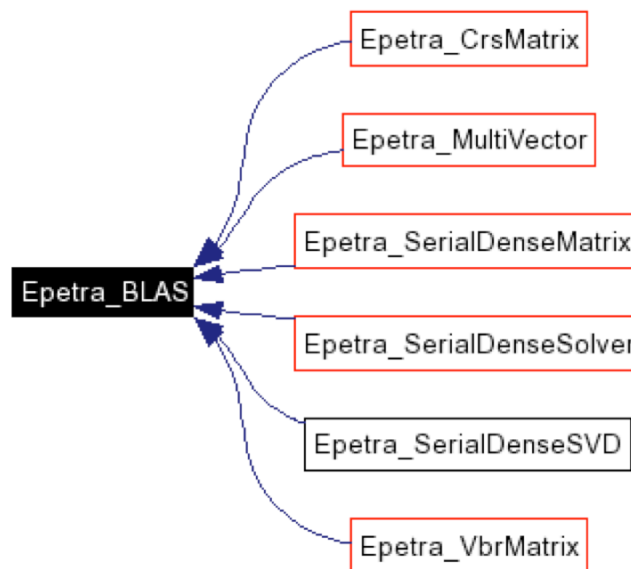 Epetra_CrsMatrix
Epetra_MultiVector
Epetra_SerialDenseMatrix
Epetra_BLAS
Epetra_SerialDenseSolver
Epetra_SerialDenseSVD
Epetra_VbrMatrix